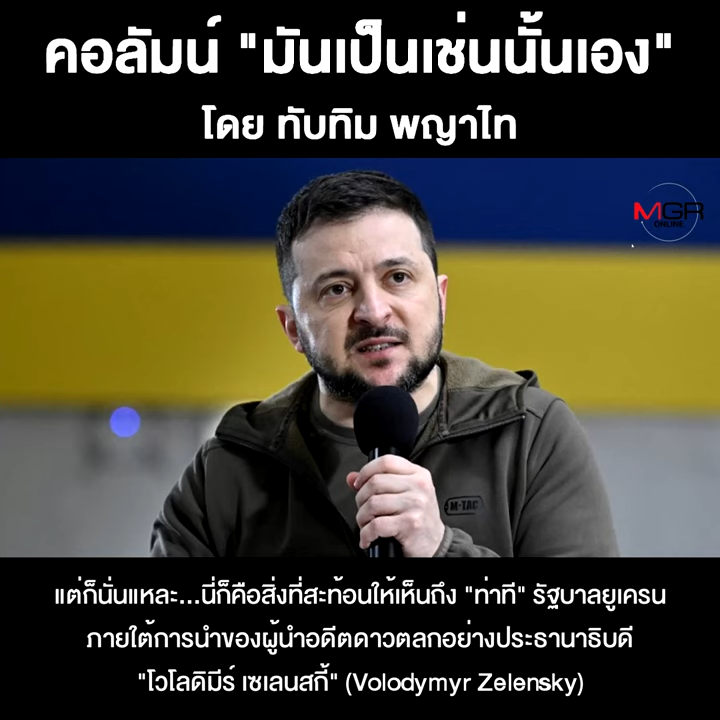 คอลัมน์ "มันเป็นเช่นนั้นเอง"
โดย ทับทิม พญาไท
MGR
ONLINE
M-TAC
แต่ก็นั่นแหละ...นี่ก็คือสิ่งที่สะท้อนให้เห็นถึง "ท่าที" รัฐบาลยูเครน
ภายใต้การนำของผู้นำอดีตดาวตลกอย่างประธานาธิบดี
"โวโลดิมีร์ เซเลนสกี้" (Volodymyr Zelensky)